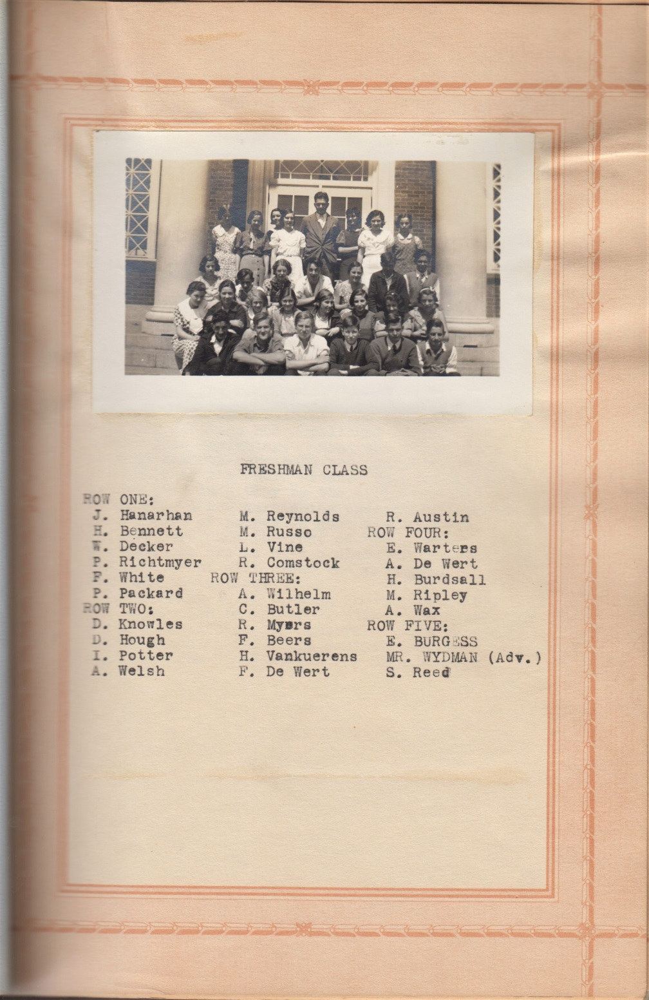 FRESHMAN CLASS
ROW ONE:
J. Hanarhan
H. Bennett
W. Decker
P. Richtmyer
F. White
P. Packard
ROW TWO:
D. Knowles
D. Hough
I. Potter
A. Welsh
M. Reynolds
M. Russo
L. Vine
R. Comstock
ROW THREE:
A. Wilhelm
C. Butler
R. Myers
F. Beers
H. Vankuerens
F. De Wert
R. Austin
ROW FOUR:
E. Warters
A. De Wert
H. Burdsall
M. Ripley
A. Wax
ROW FIVE:
E. BURGESS
MR. WYDMAN (Adv.)
S. Reed